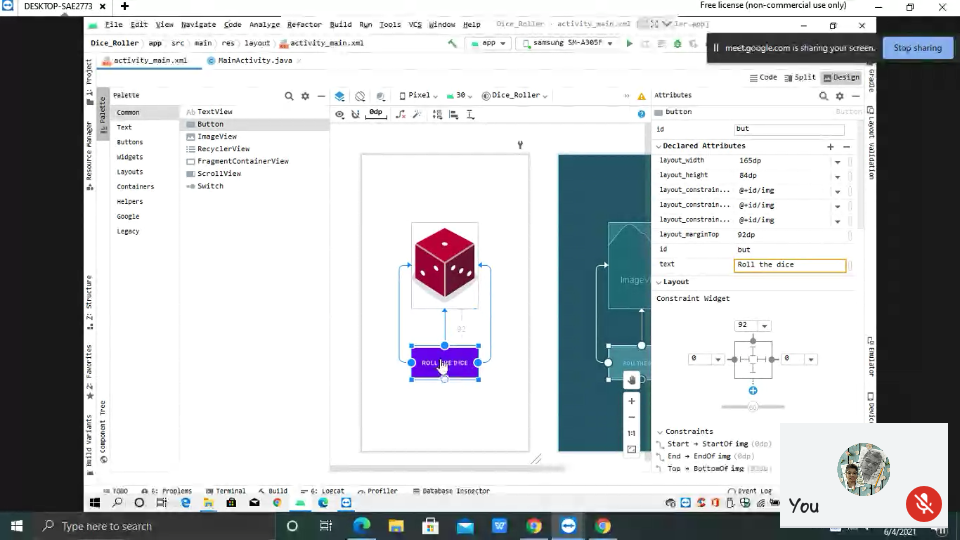 DESKTOP-SAE2773
Free license (non-commercial use only)
File Edit View Navigate Code Analyze Refactor Build Run Tools VCS Window Help
Dice_Roller app src main res layout activity_main.xml
app
samsung SM-A305F
meet.google.com is sharing your screen.
Stop sharing
activity_main.xml
MainActivity.java
Code Split Design
Palette
Common
Text
Buttons
Widgets
Layouts
Containers
Helpers
Google
Legacy
TextView
Button
ImageView
RecyclerView
FragmentContainerView
ScrollView
Switch
Pixel
30
Dice_Roller
0dp
92
ROLL THE DICE
1:1
Attributes
button
Button
id but
Declared Attributes
layout_width 165dp
layout_height 84dp
layout_constrain... @+id/img
layout_constrain... @+id/img
layout_constrain... @+id/img
layout_marginTop 92dp
id but
text Roll the dice
Layout
Constraint Widget
92
0
0
Constraints
Start → StartOf img (0dp)
End → EndOf img (0dp)
Top → BottomOf img
1: Project
Resource Manager
Z: Structure
2: Favorites
Build Variants
Component Tree
Palette
Gradle
Layout Validation
Emulator
TODO
6: Problems
Terminal
Build
6: Logcat
Profiler
Database Inspector
Event Log
You
Type here to search
6/4/2021